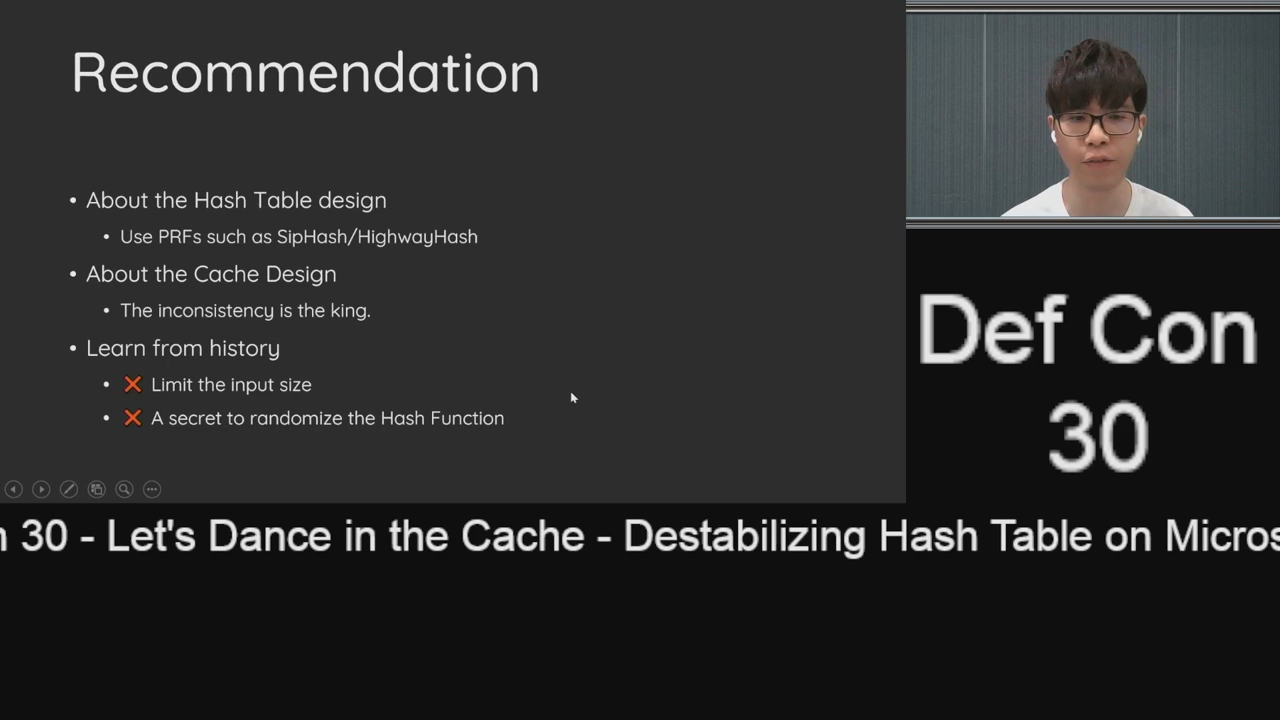 Recommendation
• About the Hash Table design
• Use PRFs such as SipHash/HighwayHash
• About the Cache Design
• The inconsistency is the king.
• Learn from history
• ❌ Limit the input size
• ❌ A secret to randomize the Hash Function
Def Con
30
n 30 - Let's Dance in the Cache - Destabilizing Hash Table on Micros